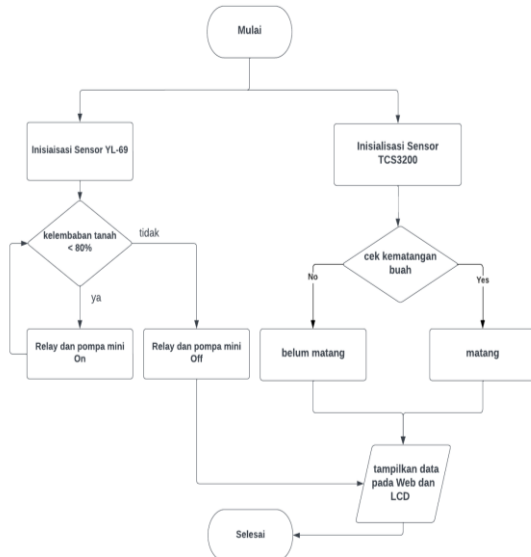 Mulai
Inisiaisasi Sensor YL-69
Inisialisasi Sensor
TCS3200
kelembaban tanah
< 80%
tidak
ya
cek kematangan
buah
No
Yes
Relay dan pompa mini
On
Relay dan pompa mini
Off
belum matang
matang
tampilkan data
pada Web dan
LCD
Selesai